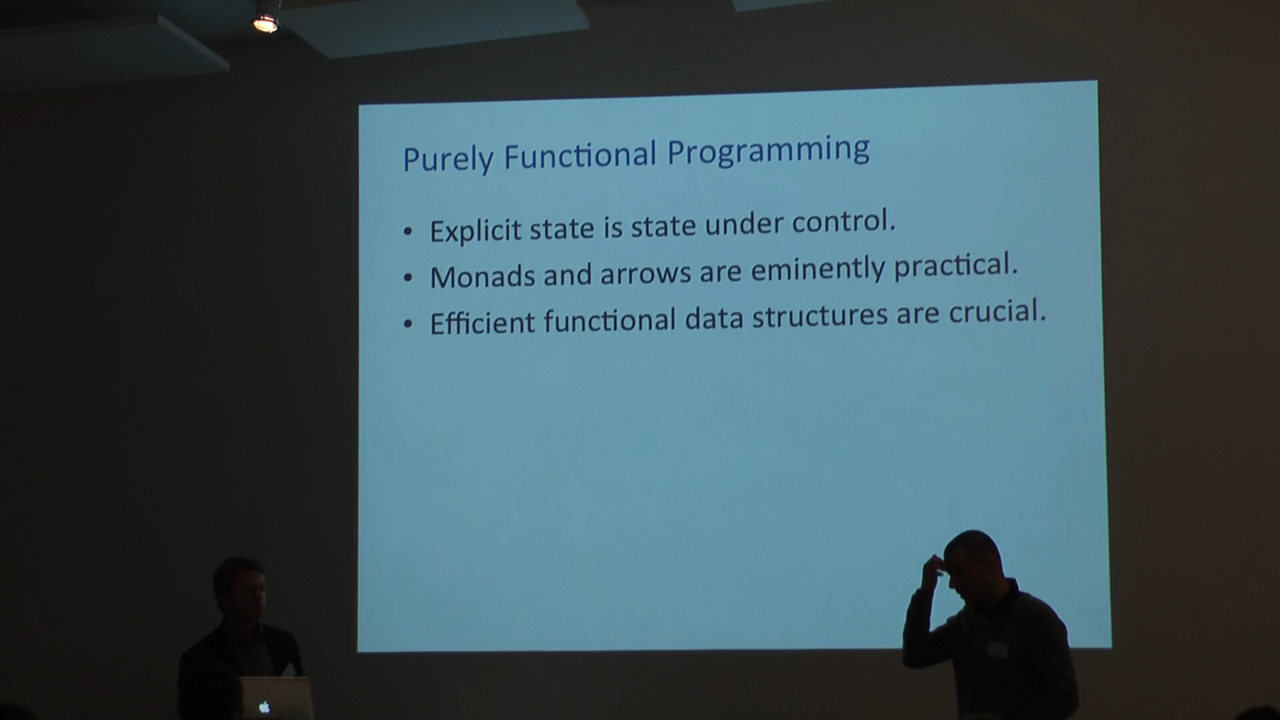 Purely Functional Programming
• Explicit state is state under control.
• Monads and arrows are eminently practical.
• Efficient functional data structures are crucial.